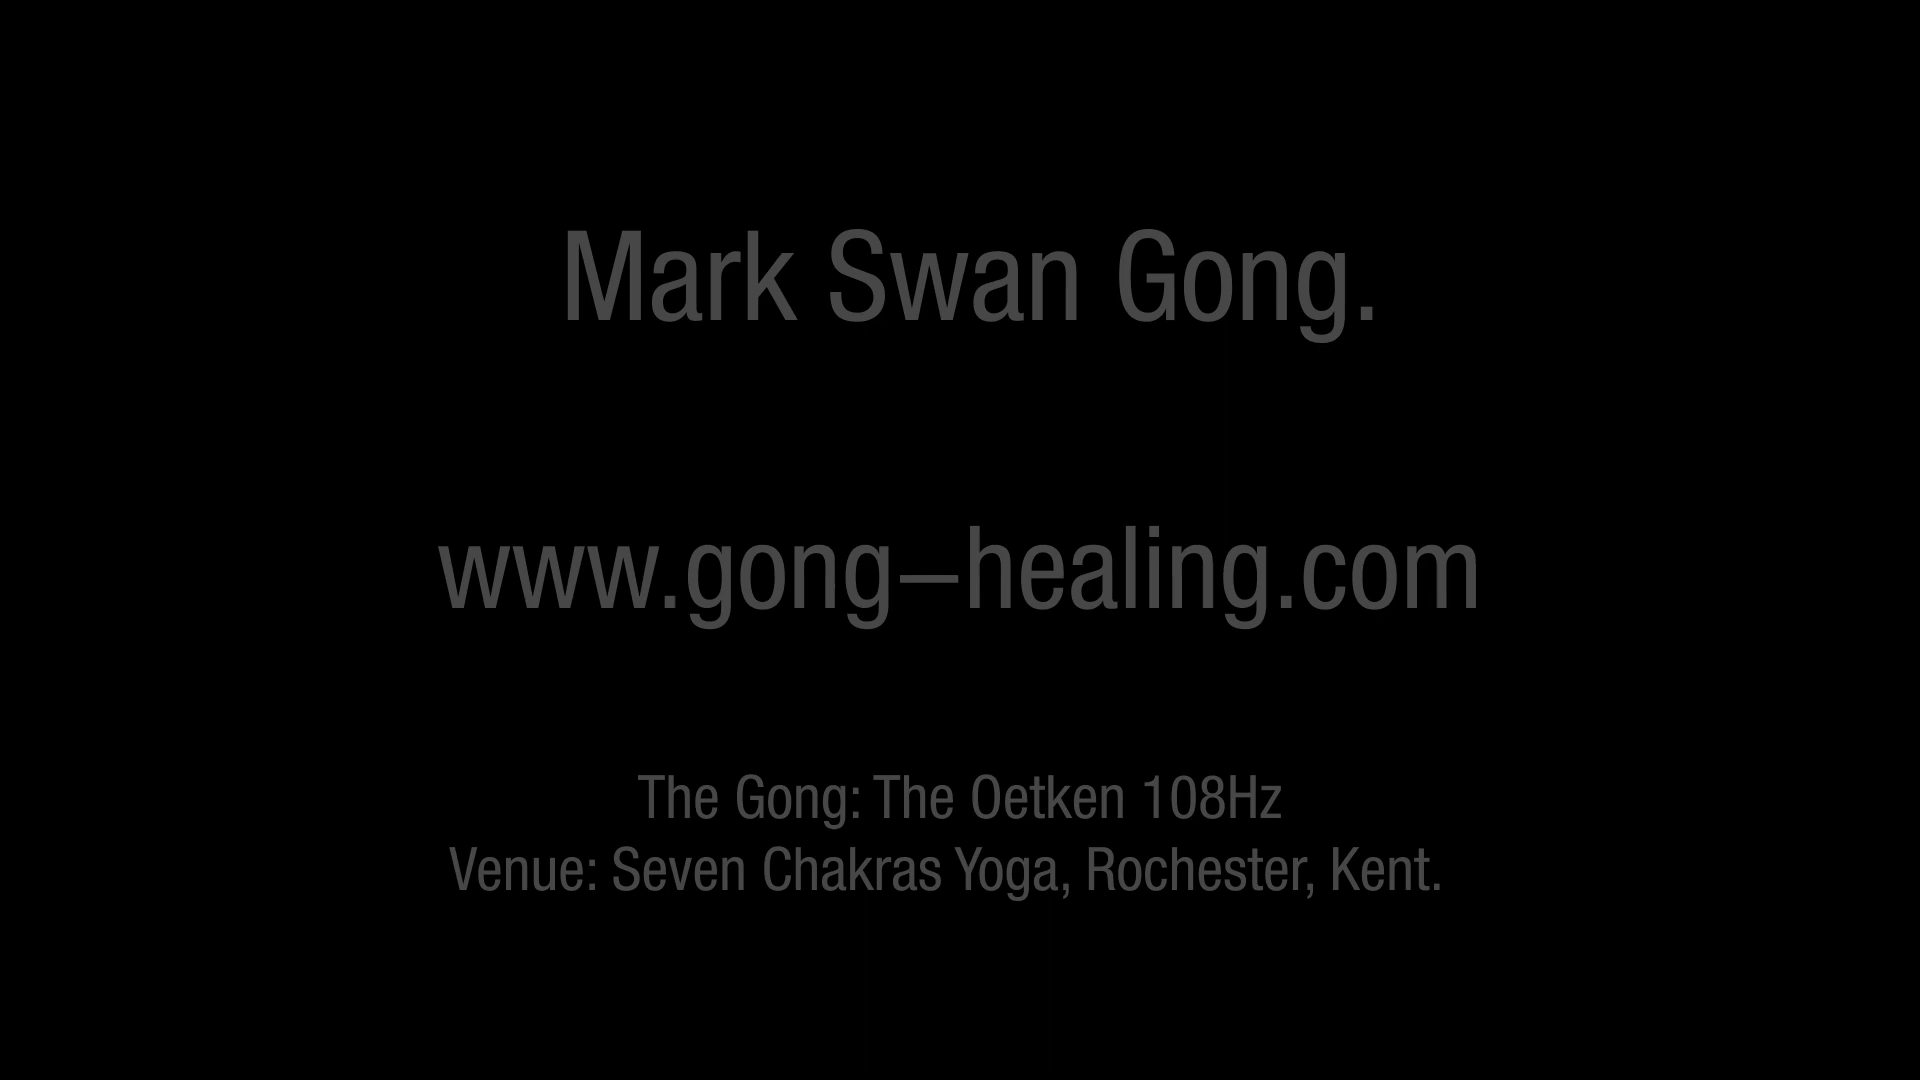 Mark Swan Gong.
www.gong–healing.com
The Gong: The Oetken 108Hz
Venue: Seven Chakras Yoga, Rochester, Kent.